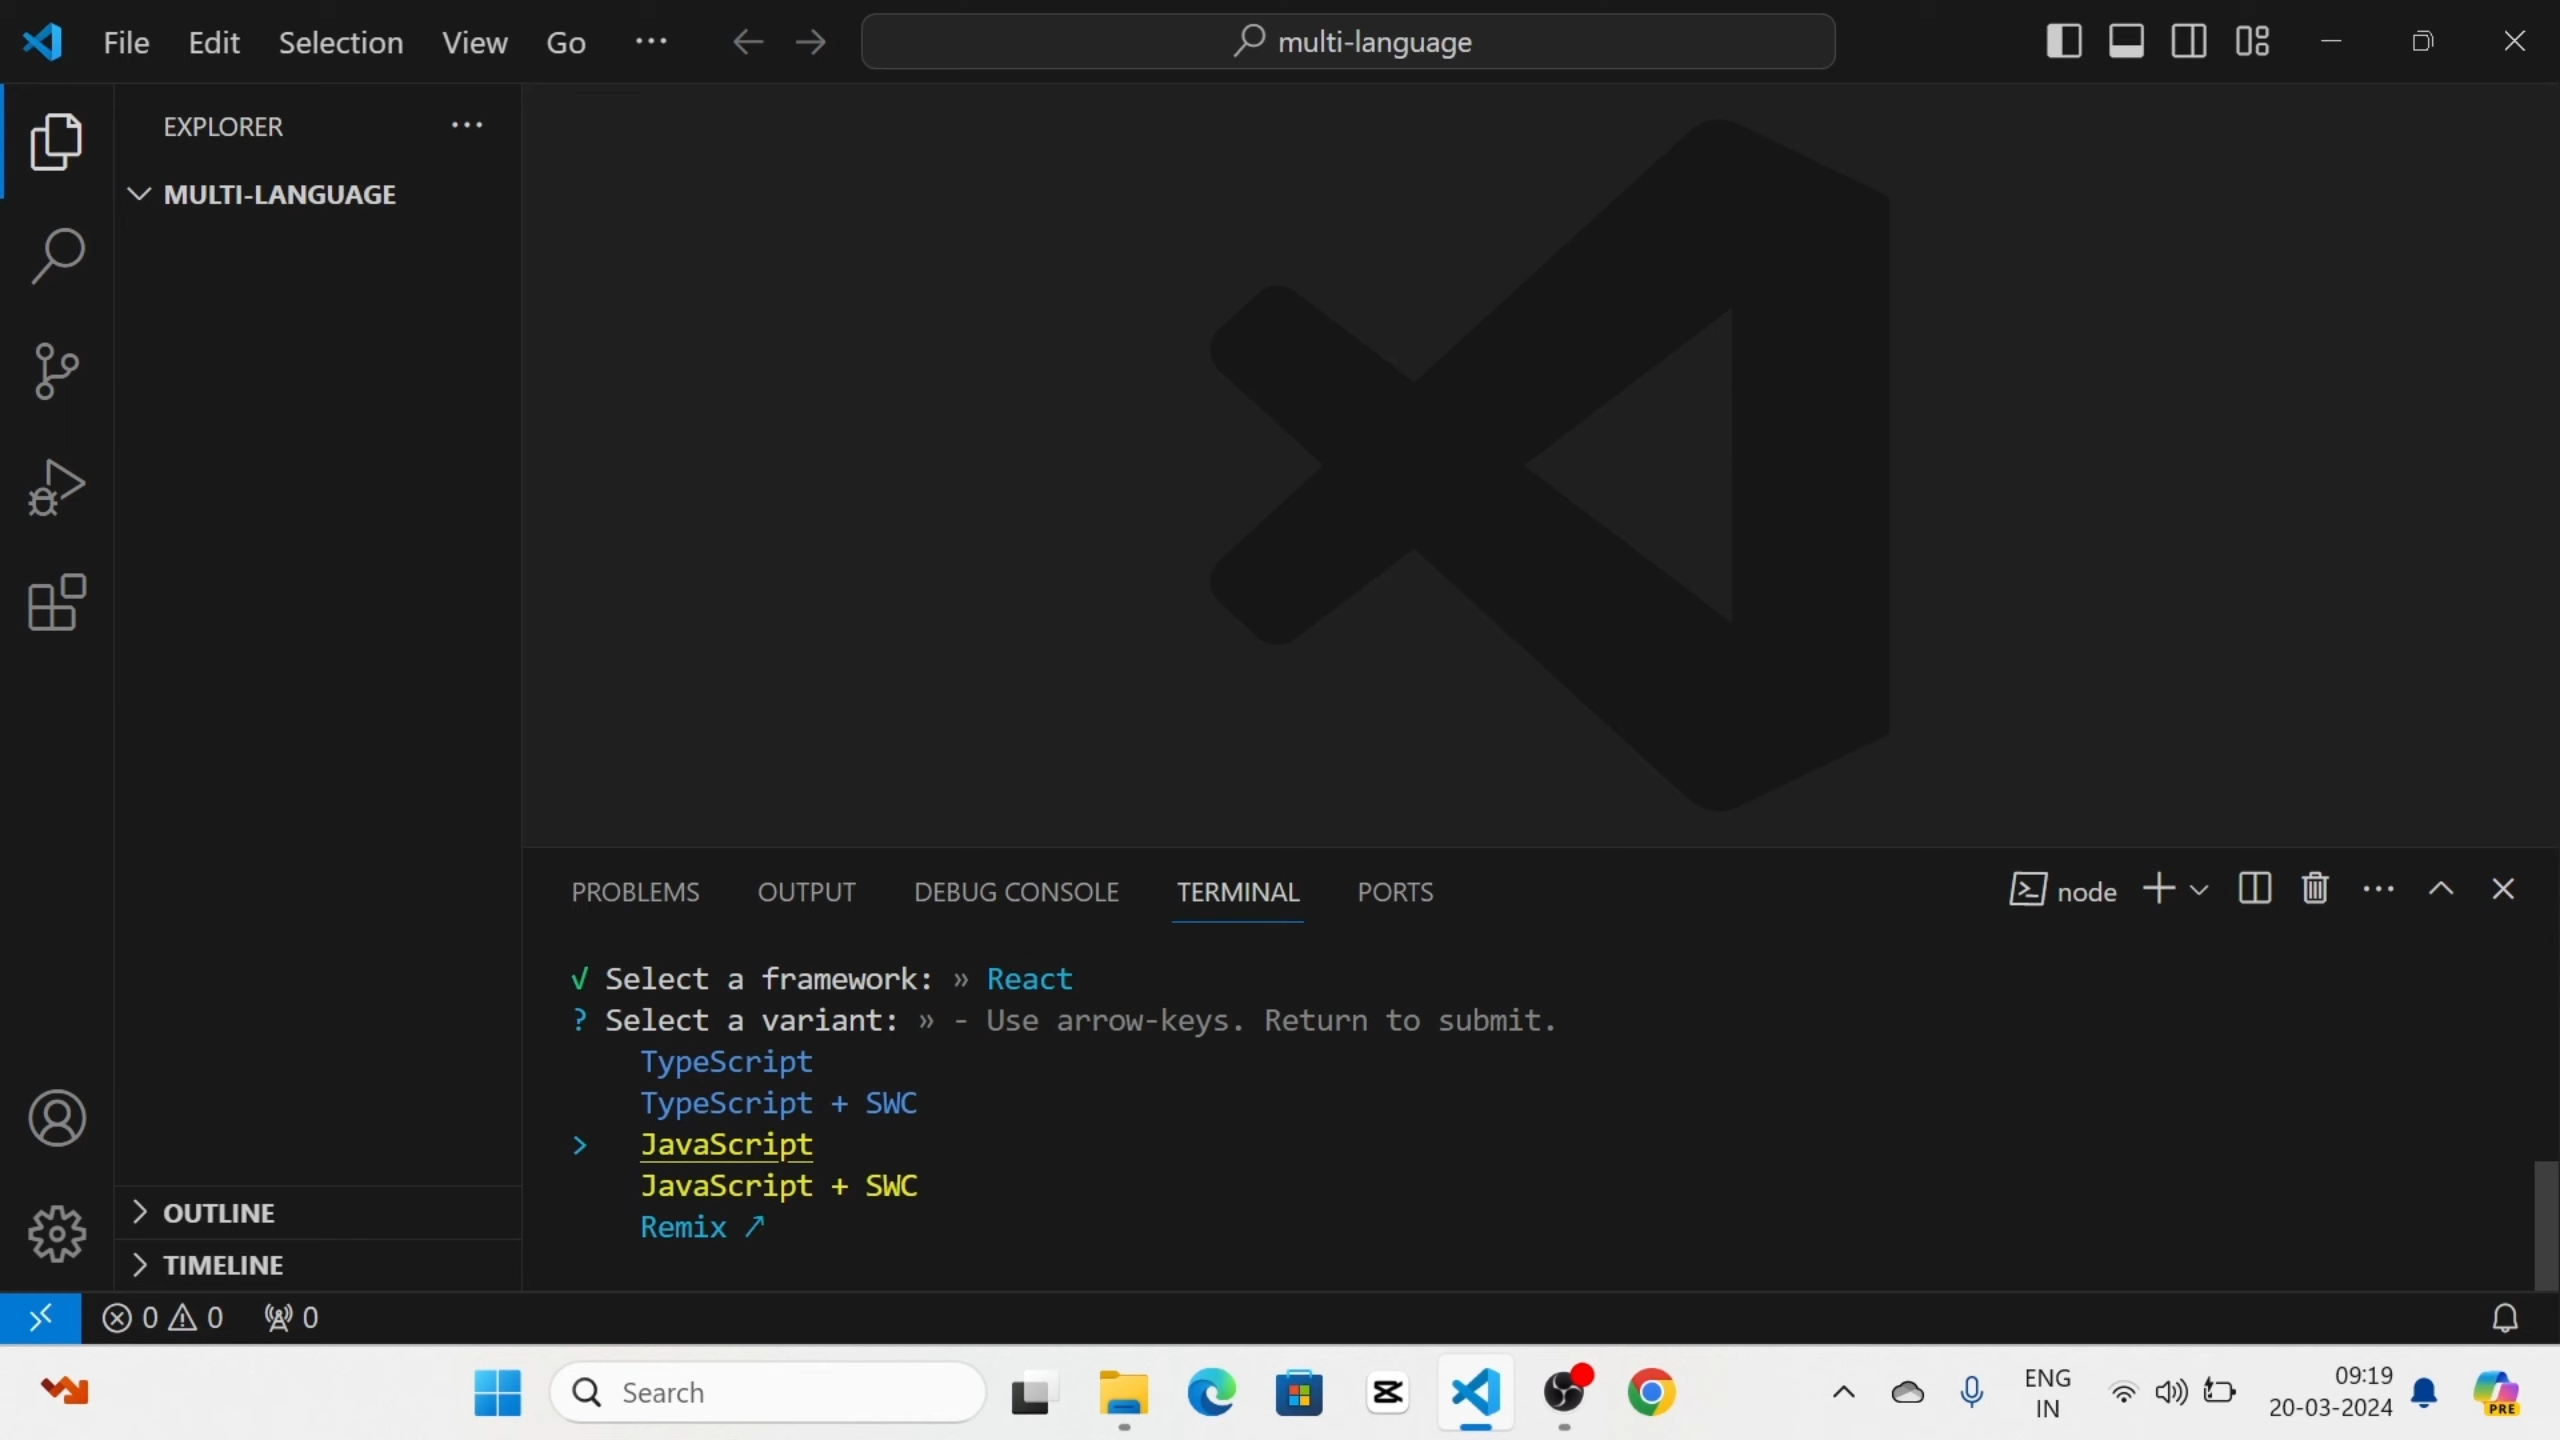 File Edit Selection View Go ··· multi-language
EXPLORER ···
MULTI-LANGUAGE
PROBLEMS OUTPUT DEBUG CONSOLE TERMINAL PORTS node
√ Select a framework: » React
? Select a variant: » - Use arrow-keys. Return to submit.
TypeScript
TypeScript + SWC
> JavaScript
JavaScript + SWC
Remix ↗
OUTLINE
TIMELINE
0 0 0
Search
ENG
IN
09:19
20-03-2024
PRE